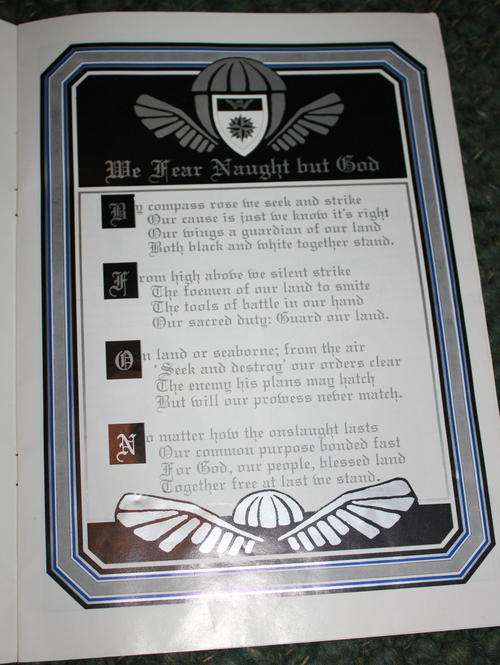 We Fear Naught but God
By compass rose we seek and strike
Our cause is just we know it's right
Our wings a guardian of our land
Both black and white together stand.
From high above we silent strike
The foemen of our land to smite
The tools of battle in our hand
Our sacred duty: Guard our land.
On land or seaborne; from the air
'Seek and destroy' our orders clear
The enemy his plans may hatch
But will our prowess never match.
No matter how the onslaught lasts
Our common purpose bonded fast
For God, our people, blessed land
Together free at last we stand.